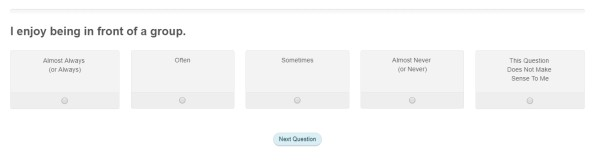 I enjoy being in front of a group.
Almost Always
(or Always)
Often
Sometimes
Almost Never
(or Never)
This Question
Does Not Make
Sense To Me
Next Question